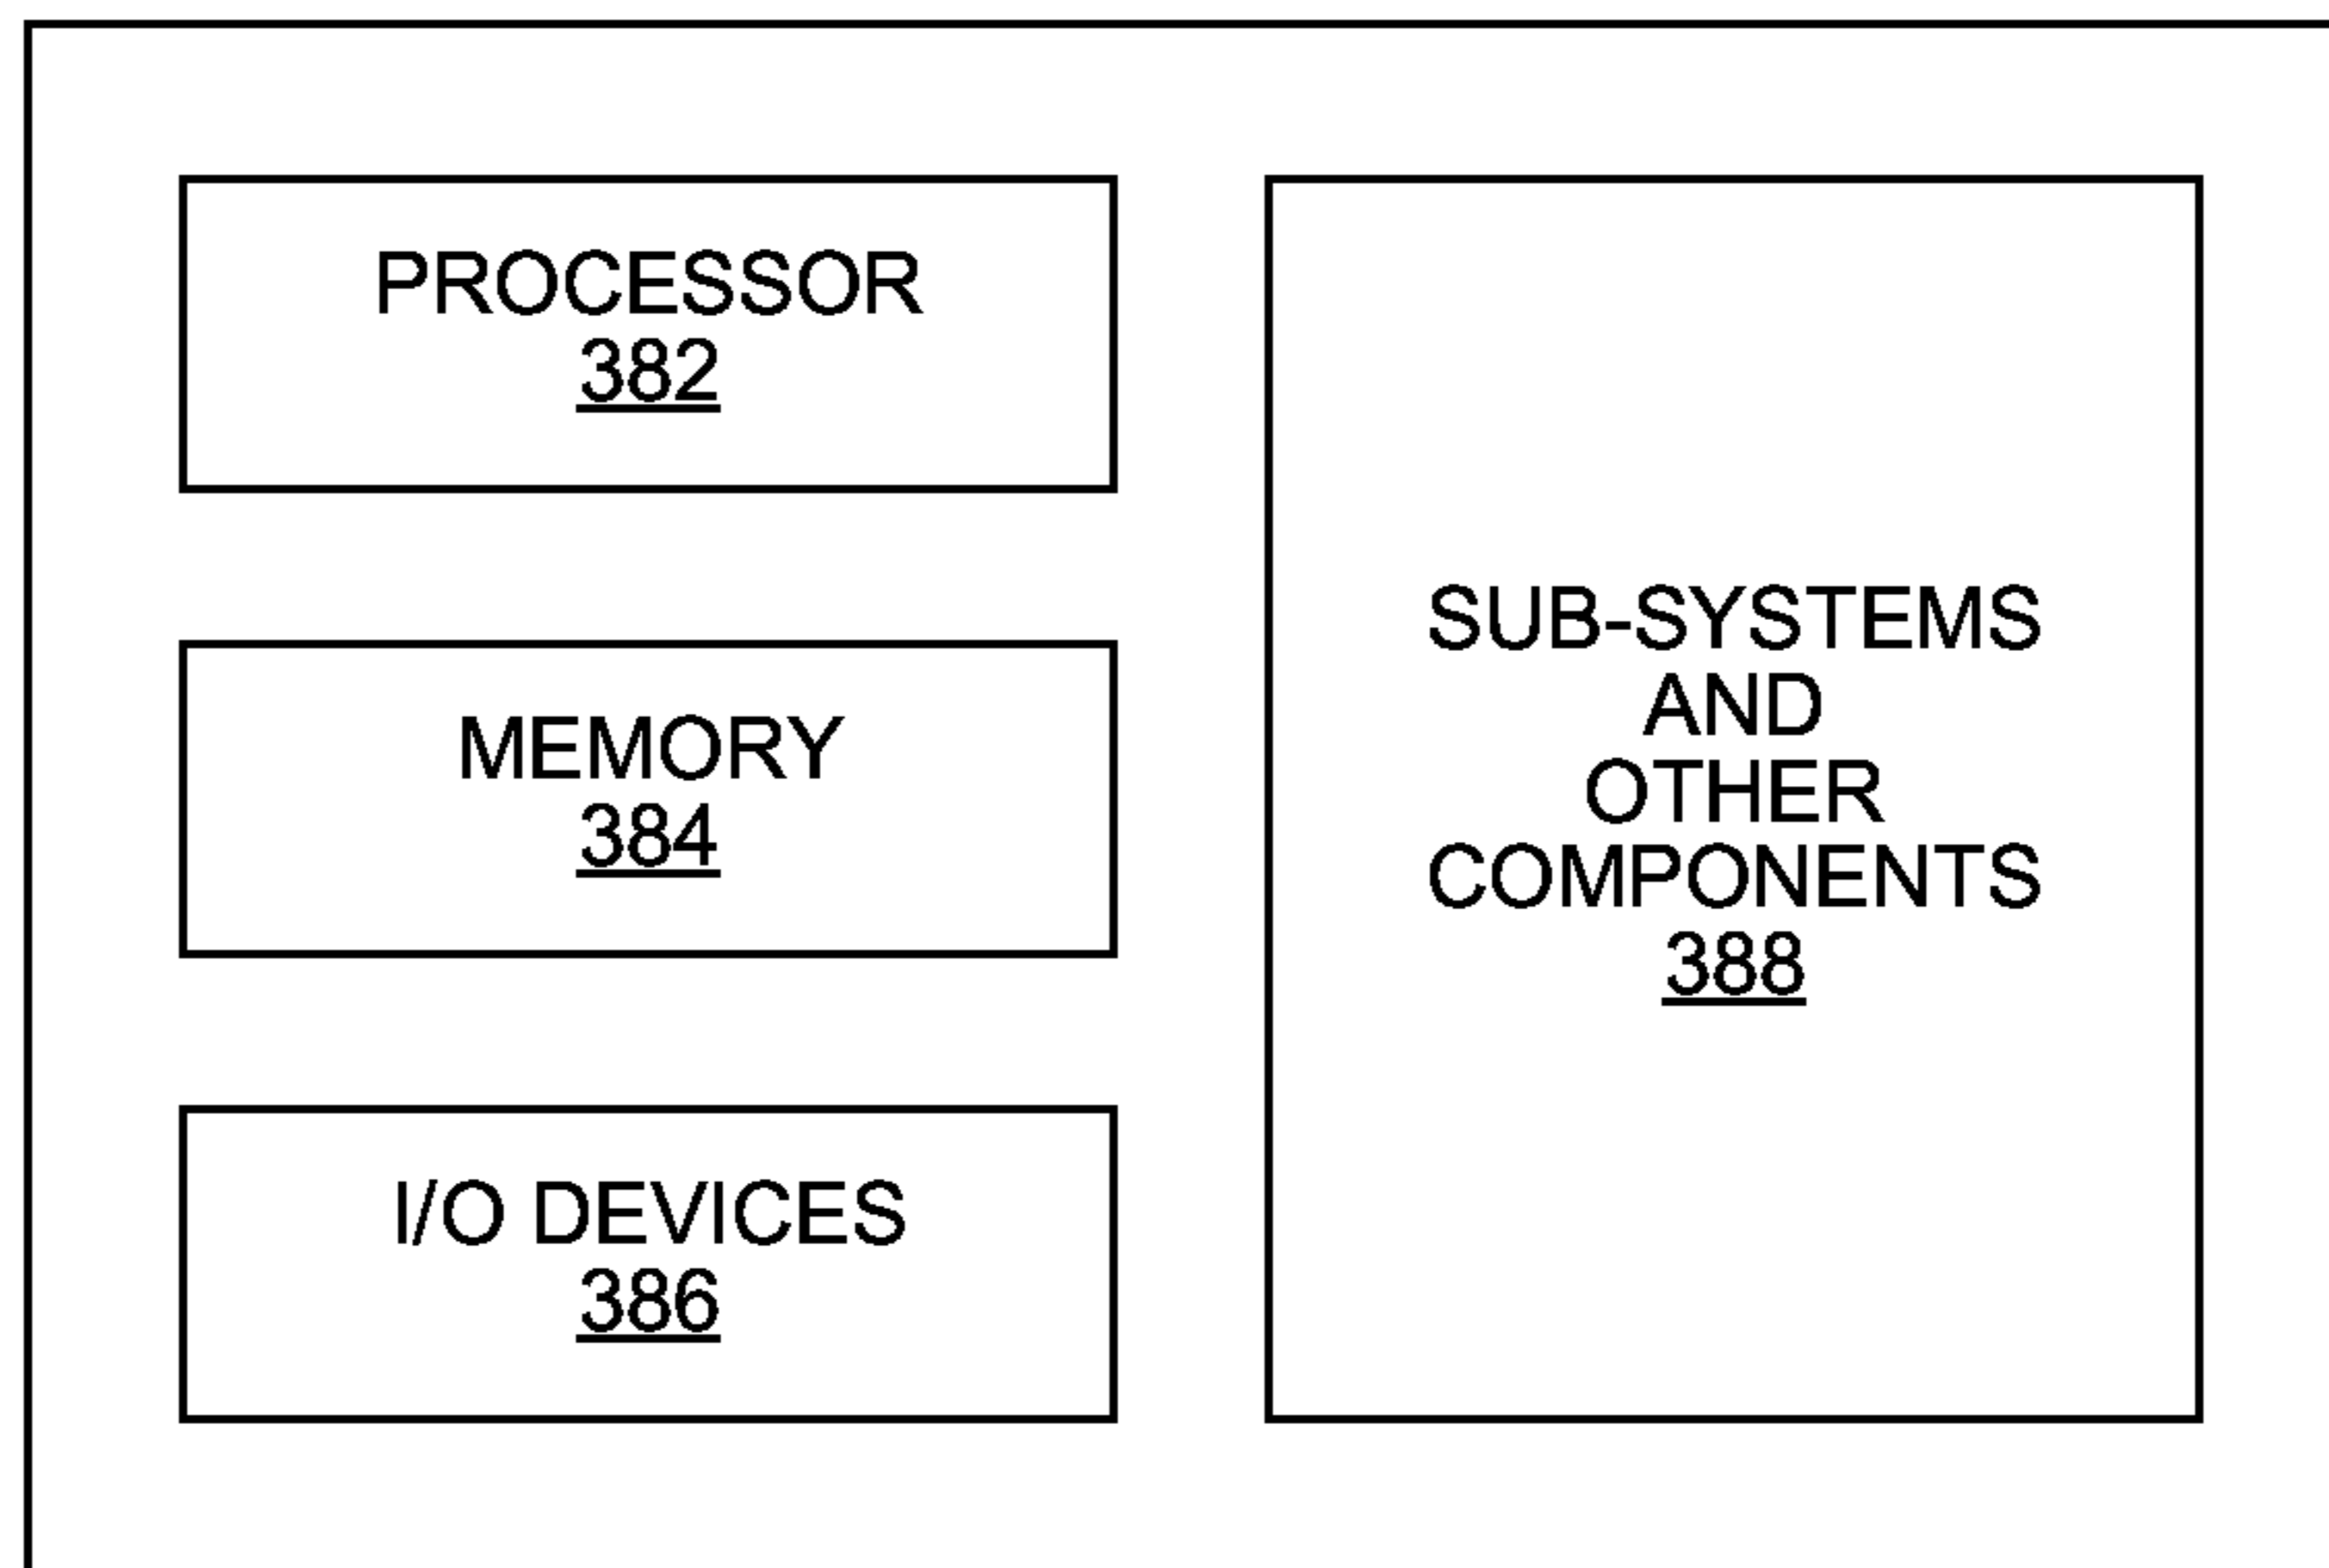 PROCESSOR
382
MEMORY
384
I/O DEVICES
386
SUB-SYSTEMS
AND
OTHER
COMPONENTS
388